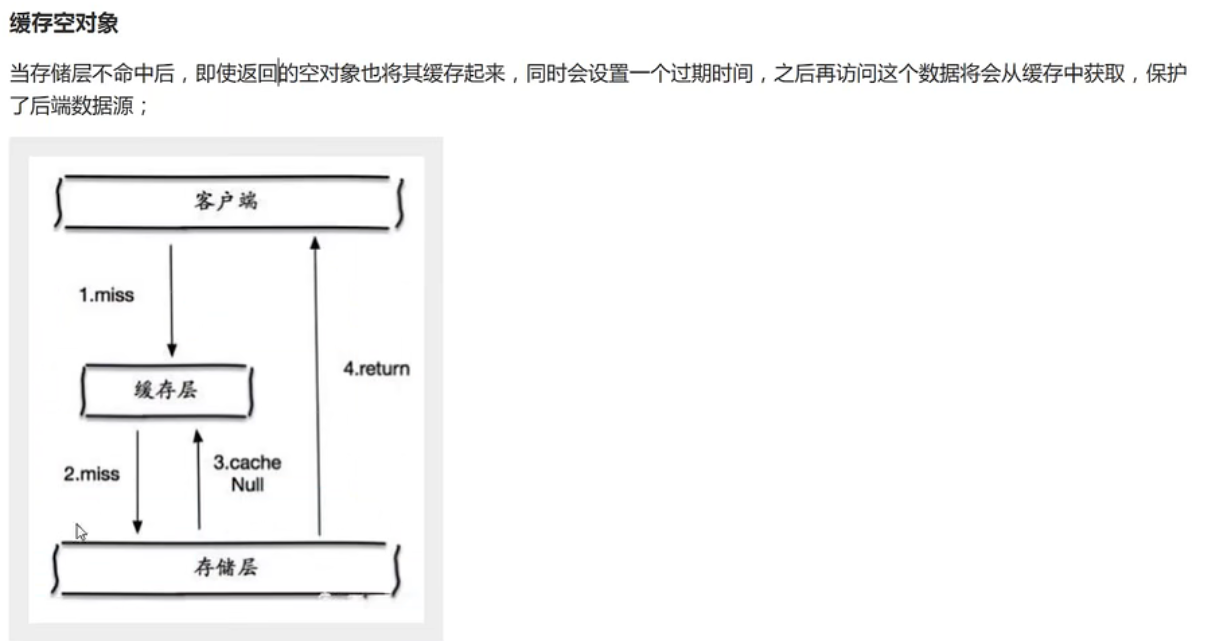 缓存空对象
当存储层不命中后，即使返回的空对象也将其缓存起来，同时会设置一个过期时间，之后再访问这个数据将会从缓存中获取，保护
了后端数据源；
客户端
1.miss
4.return
缓存层
2.miss
3.cache
Null
存储层